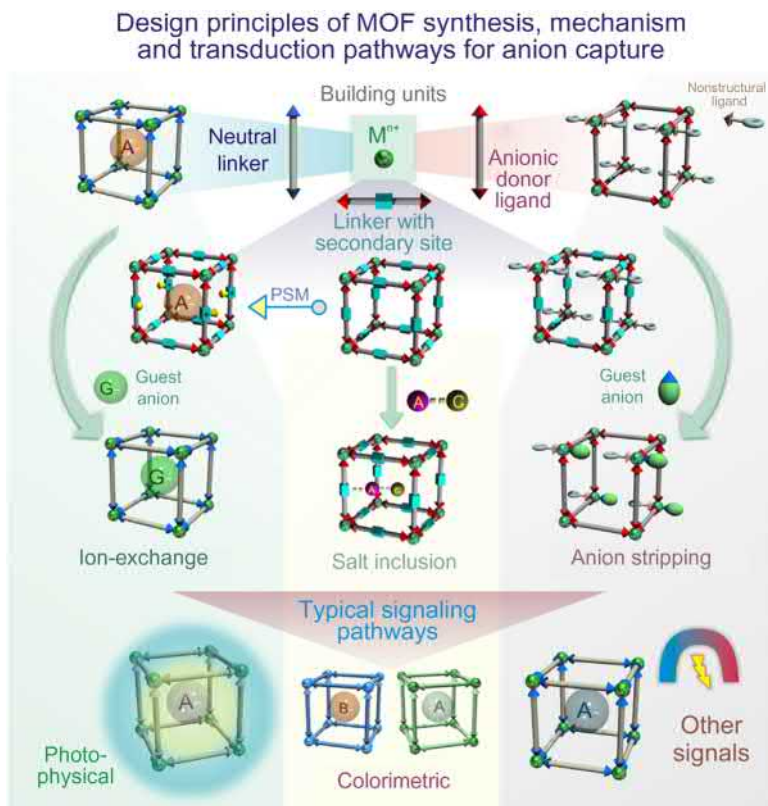 Design principles of MOF synthesis, mechanism
and transduction pathways for anion capture
Building units
Nonstructural
ligand
A
Neutral
linker
Mⁿ⁺
Anionic
donor
ligand
Linker with
secondary site
A
PSM
G
Guest
anion
A
G
Guest
anion
G
A
Ion-exchange
Salt inclusion
Anion stripping
Typical signaling
pathways
A
B
A
A
Photo-
physical
Colorimetric
Other
signals